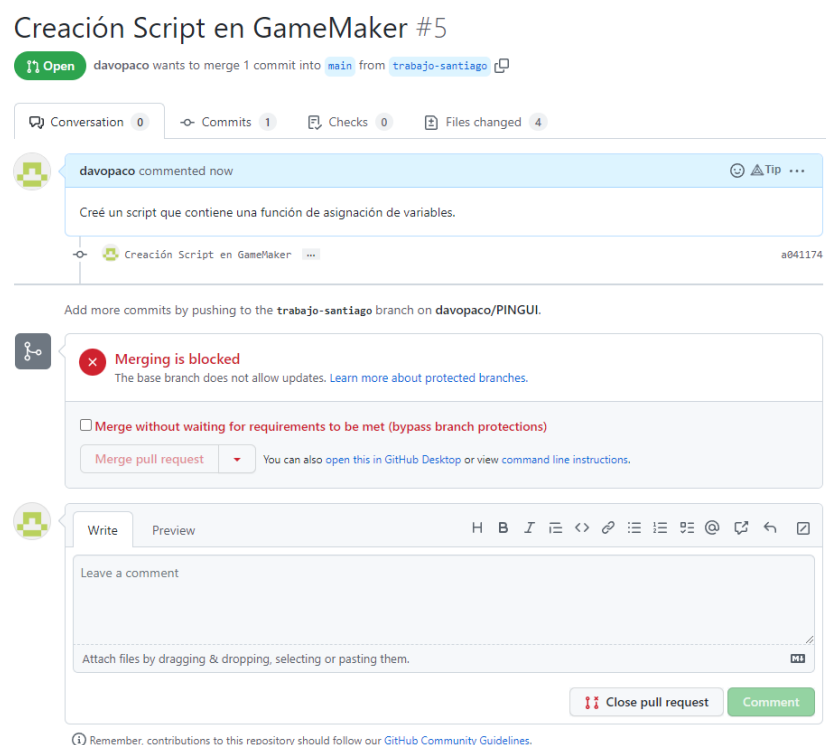 Creación Script en GameMaker #5
Open davopaco wants to merge 1 commit into main from trabajo-santiago
Conversation 0 Commits 1 Checks 0 Files changed 4
davopaco commented now Tip ...
Creé un script que contiene una función de asignación de variables.
Creación Script en GameMaker ... a041174
Add more commits by pushing to the trabajo-santiago branch on davopaco/PINGUI.
Merging is blocked
The base branch does not allow updates. Learn more about protected branches.
Merge without waiting for requirements to be met (bypass branch protections)
Merge pull request You can also open this in GitHub Desktop or view command line instructions.
Write Preview H B I
Leave a comment
Attach files by dragging & dropping, selecting or pasting them.
Close pull request Comment
Remember, contributions to this repository should follow our GitHub Community Guidelines.